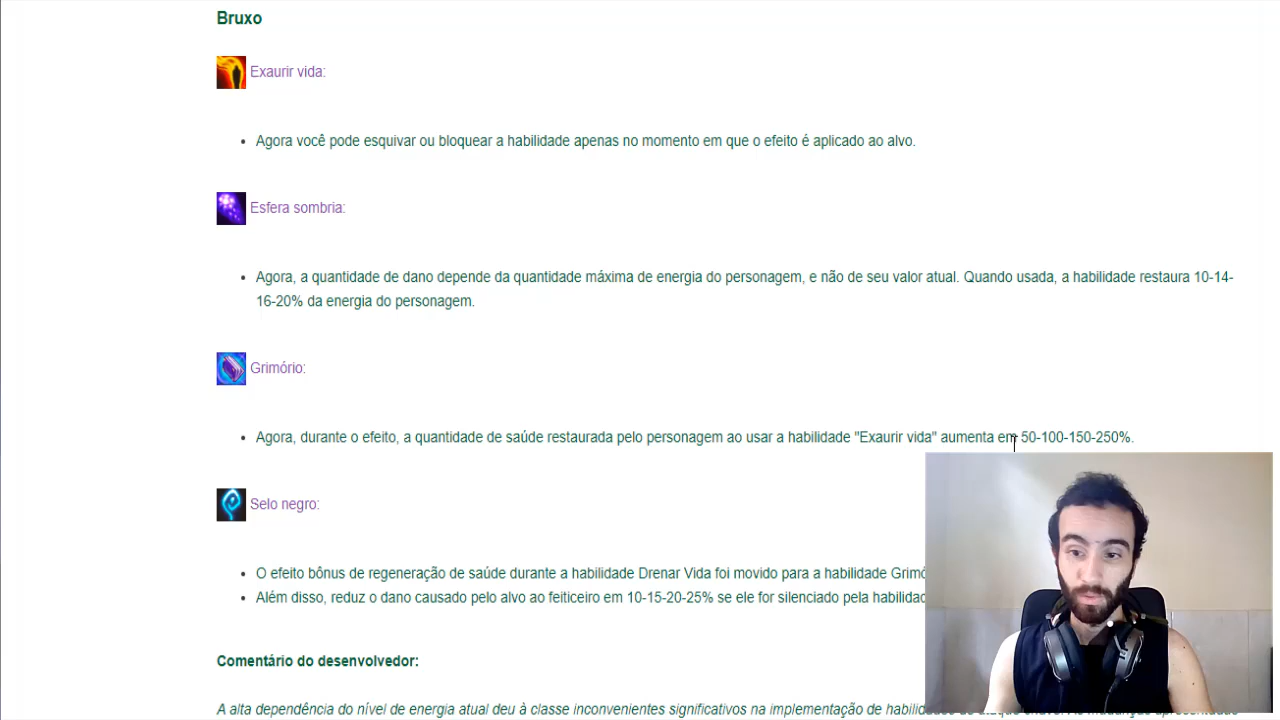 Bruxo
Exaurir vida:
Agora você pode esquivar ou bloquear a habilidade apenas no momento em que o efeito é aplicado ao alvo.
Esfera sombria:
Agora, a quantidade de dano depende da quantidade máxima de energia do personagem, e não de seu valor atual. Quando usada, a habilidade restaura 10-14-
16-20% da energia do personagem.
Grimório:
Agora, durante o efeito, a quantidade de saúde restaurada pelo personagem ao usar a habilidade "Exaurir vida" aumenta em 50-100-150-250%.
Selo negro:
O efeito bônus de regeneração de saúde durante a habilidade Drenar Vida foi movido para a habilidade
Além disso, reduz o dano causado pelo alvo ao feiticeiro em 10-15-20-25% se ele for silenciado pela
Comentário do desenvolvedor:
A alta dependência do nível de energia atual deu à classe inconvenientes significativos na implementação de